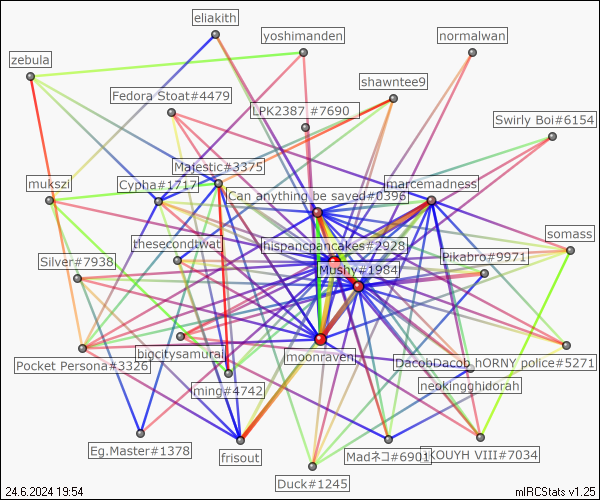 eliakith
yoshimanden
normalwan
zebula
shawntee9
Fedora Stoat#4479
LPK2387 #7690
Swirly Boi#6154
Majestic#3375
mukszi
Cypha#1717
marcemadness
Can anything be saved#0396
somass
thesecondtwat
hispancpancakes#2928
Pikabro#9971
Silver#7938
Mushy#1984
biocitysamurai
moonraven
Pocket Persona#3326
DacobDacob
hORNY police#5271
ming#4742
neokingghidorah
Eg.Master#1378
frisout
Madネコ#6901
KOUYH VIII#7034
Duck#1245
24.6.2024 19:54
mIRCStats v1.25